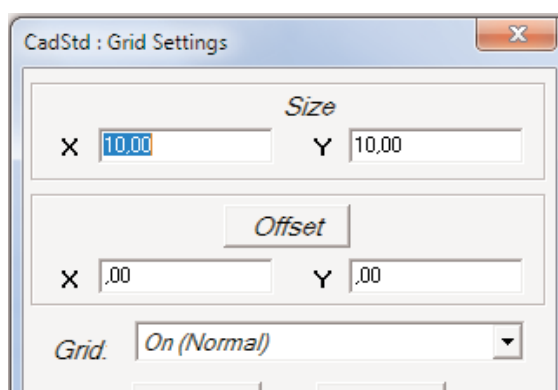 CadStd : Grid Settings
Size
X 10,00 Y 10,00
Offset
X ,00 Y ,00
Grid. On (Normal)